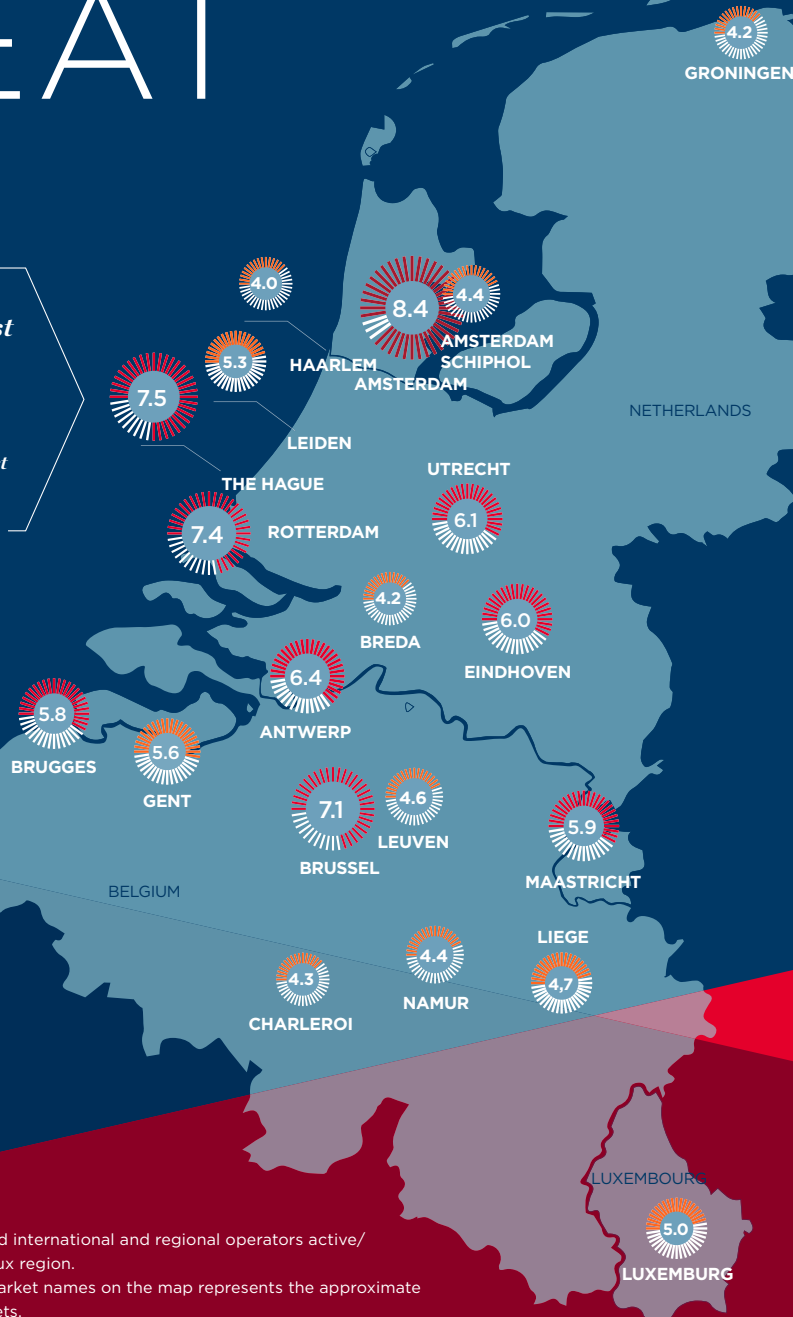 4.2
GRONINGEN
4.0
8.4
4.4
AMSTERDAM
SCHIPHOL
5.3
HAARLEM
AMSTERDAM
7.5
NETHERLANDS
LEIDEN
UTRECHT
THE HAGUE
6.1
7.4
ROTTERDAM
4.2
BREDA
6.0
EINDHOVEN
6.4
ANTWERP
5.8
BRUGGES
5.6
GENT
7.1
BRUSSEL
4.6
LEUVEN
5.9
MAASTRICHT
BELGIUM
LIEGE
4,7
4.4
NAMUR
4.3
CHARLEROI
LUXEMBOURG
5.0
LUXEMBURG
international and regional operators active/
region.
market names on the map represents the approximate